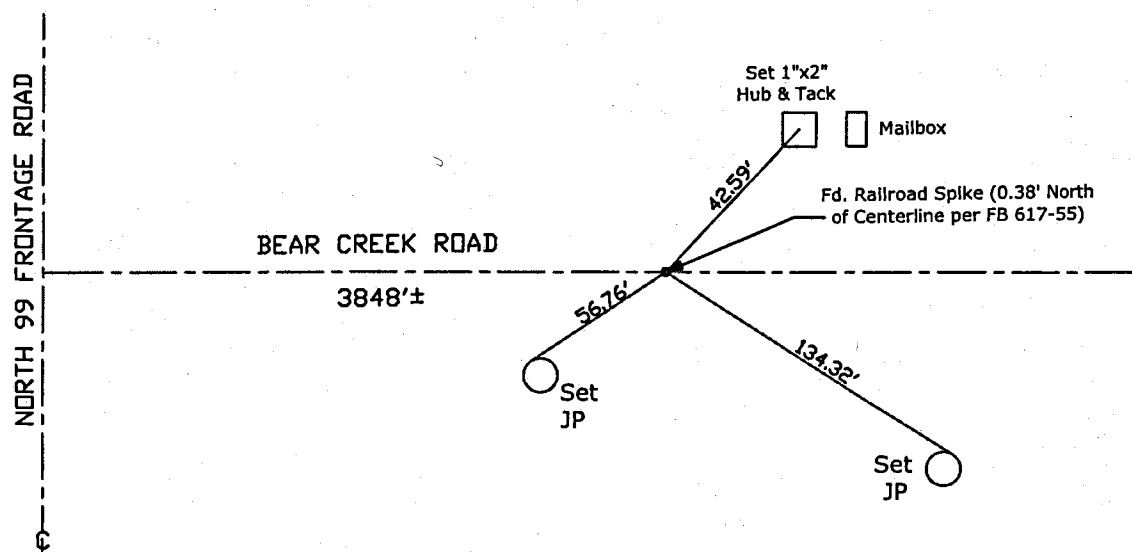 NORTH 99 FRONTAGE ROAD
Set 1"x2"
Hub & Tack
Mailbox
42.59'
Fd. Railroad Spike (0.38' North
of Centerline per FB 617-55)
BEAR CREEK ROAD
3848'±
56.76'
134.32'
Set
JP
Set
JP
℄